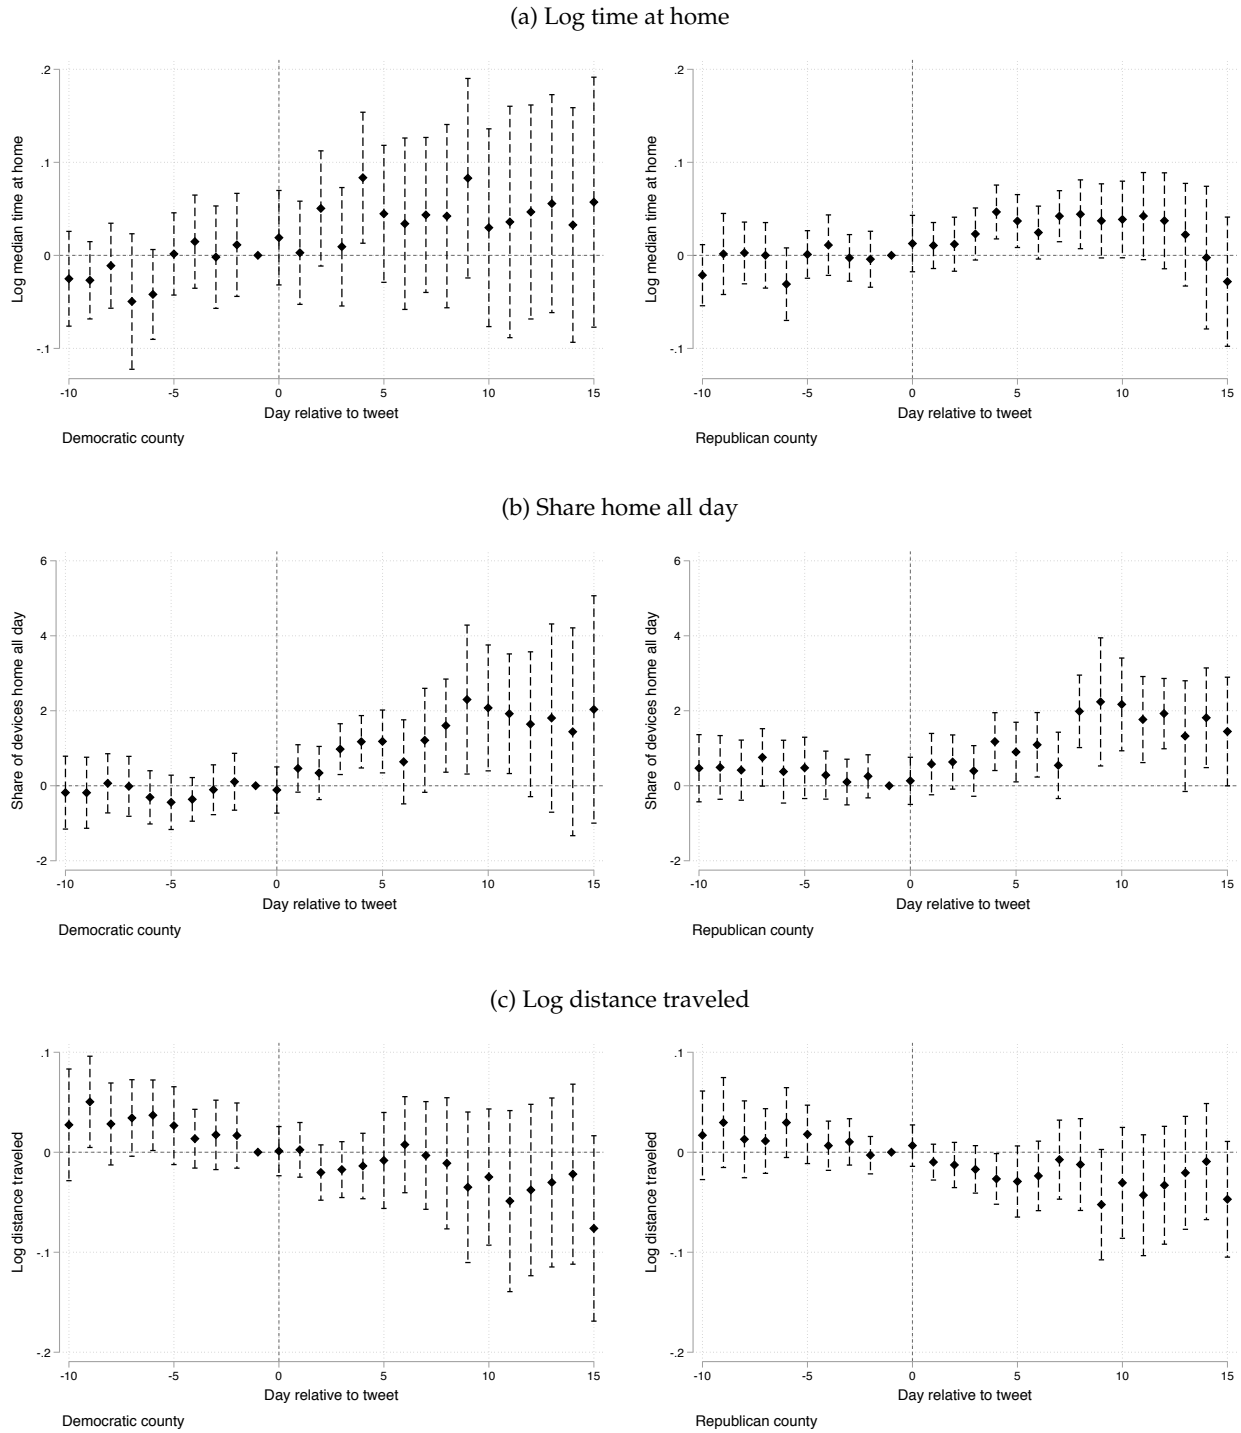 (a) Log time at home
.2
.1
0
-.1
Log median time at home
-10 -5 0 5 10 15
Day relative to tweet
Democratic county
.2
.1
0
-.1
Log median time at home
-10 -5 0 5 10 15
Day relative to tweet
Republican county
(b) Share home all day
6
4
2
0
-2
Share of devices home all day
-10 -5 0 5 10 15
Day relative to tweet
Democratic county
6
4
2
0
-2
Share of devices home all day
-10 -5 0 5 10 15
Day relative to tweet
Republican county
(c) Log distance traveled
.1
0
-.1
-.2
Log distance traveled
-10 -5 0 5 10 15
Day relative to tweet
Democratic county
.1
0
-.1
-.2
Log distance traveled
-10 -5 0 5 10 15
Day relative to tweet
Republican county